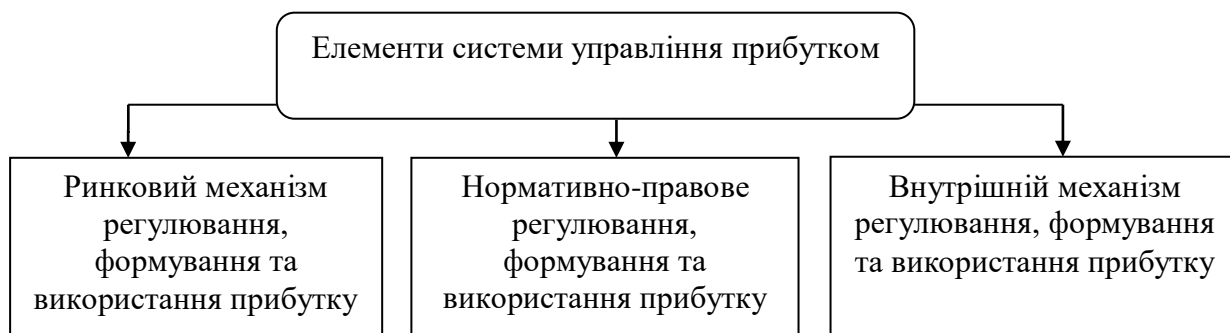 Елементи системи управління прибутком
Ринковий механізм
регулювання,
формування та
використання прибутку
Нормативно-правове
регулювання,
формування та
використання прибутку
Внутрішній механізм
регулювання, формування
та використання прибутку